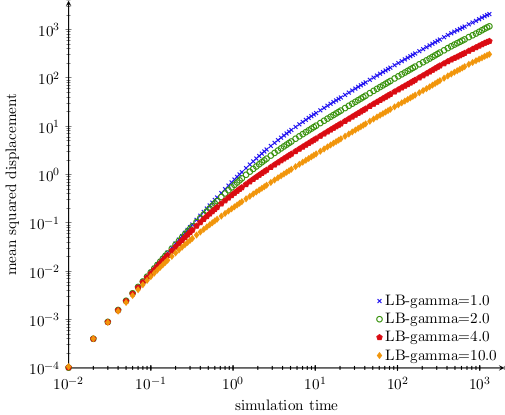 mean squared displacement
10^3
10^2
10^1
10^0
10^−1
10^−2
10^−3
10^−4
10^−2 10^−1 10^0 10^1 10^2 10^3
simulation time
LB-gamma=1.0
LB-gamma=2.0
LB-gamma=4.0
LB-gamma=10.0